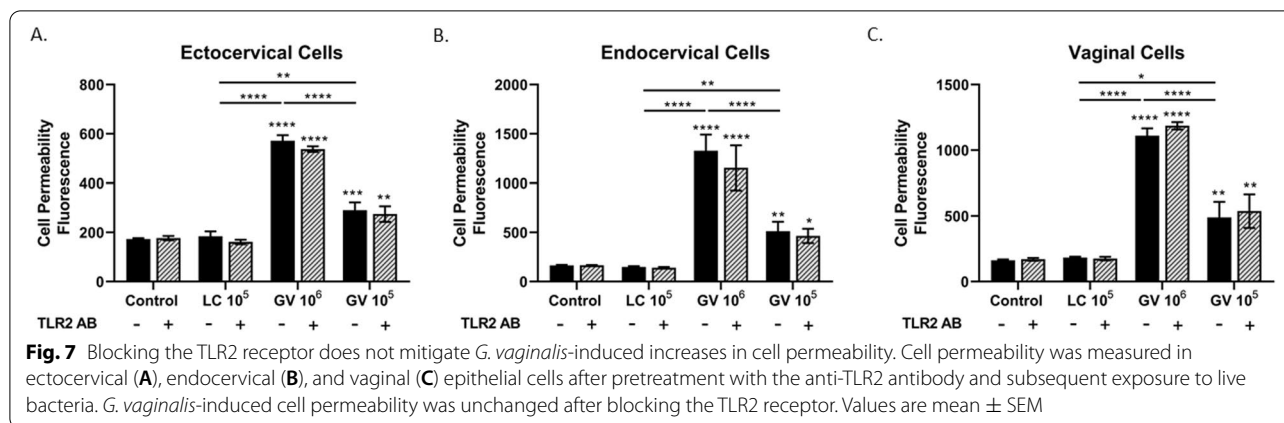 A.
Ectocervical Cells
** 
**** ****
**** **** *** **
Cell Permeability
Fluorescence
800
600
400
200
0
Control LC 10⁵ GV 10⁶ GV 10⁵
TLR2 AB - + - + - + - +
B.
Endocervical Cells
**
**** ****
**** **** ** *
Cell Permeability
Fluorescence
2000
1500
1000
500
0
Control LC 10⁵ GV 10⁶ GV 10⁵
TLR2 AB - + - + - + - +
C.
Vaginal Cells
*
**** ****
**** **** ** **
Cell Permeability
Fluorescence
1500
1000
500
0
Control LC 10⁵ GV 10⁶ GV 10⁵
TLR2 AB - + - + - + - +
Fig. 7 Blocking the TLR2 receptor does not mitigate G. vaginalis-induced increases in cell permeability. Cell permeability was measured in
ectocervical (A), endocervical (B), and vaginal (C) epithelial cells after pretreatment with the anti-TLR2 antibody and subsequent exposure to live
bacteria. G. vaginalis-induced cell permeability was unchanged after blocking the TLR2 receptor. Values are mean ± SEM